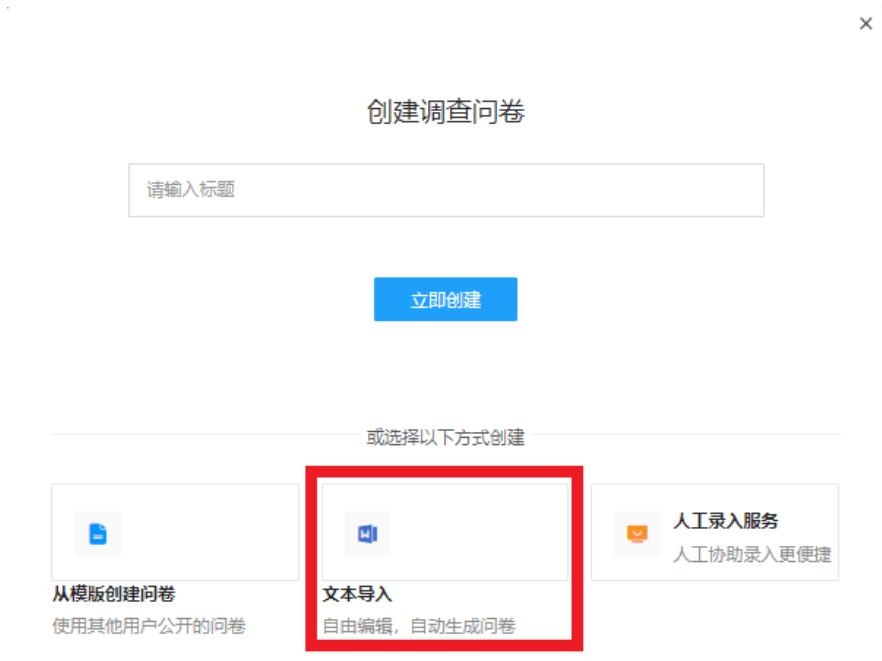 创建调查问卷
请输入标题
立即创建
或选择以下方式创建
从模版创建问卷
使用其他用户公开的问卷
文本导入
自由编辑，自动生成问卷
人工录入服务
人工协助录入更便捷